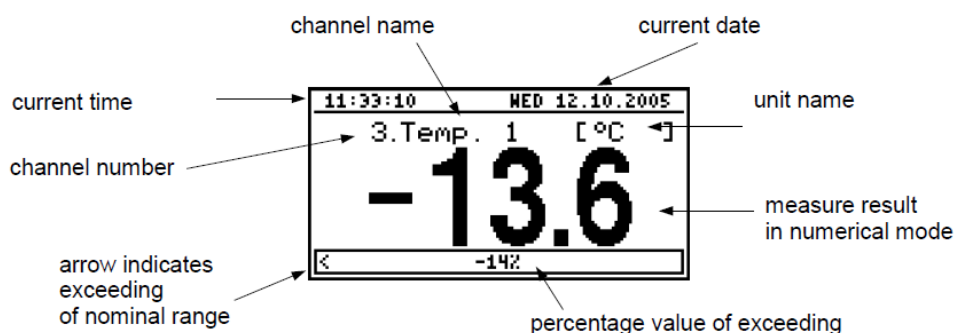 channel name
current date
current time
11:33:10 WED 12.10.2005
unit name
3.Temp. 1 [°C ]
channel number
-13.6
measure result
in numerical mode
arrow indicates
exceeding
of nominal range
< -14%
percentage value of exceeding